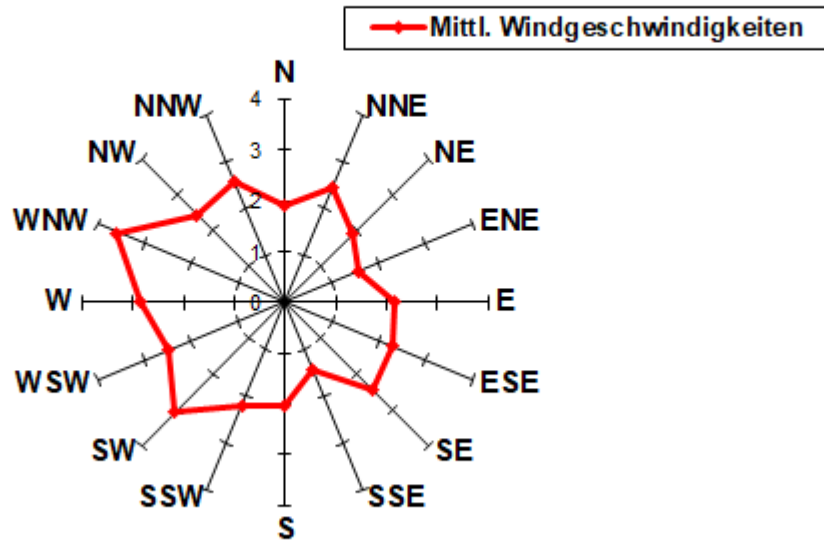 Mittl. Windgeschwindigkeiten
N
NNW
4
NNE
NW
3
NE
WNW
2
ENE
1
W
0
E
WSW
ESE
SW
SE
SSW
SSE
S